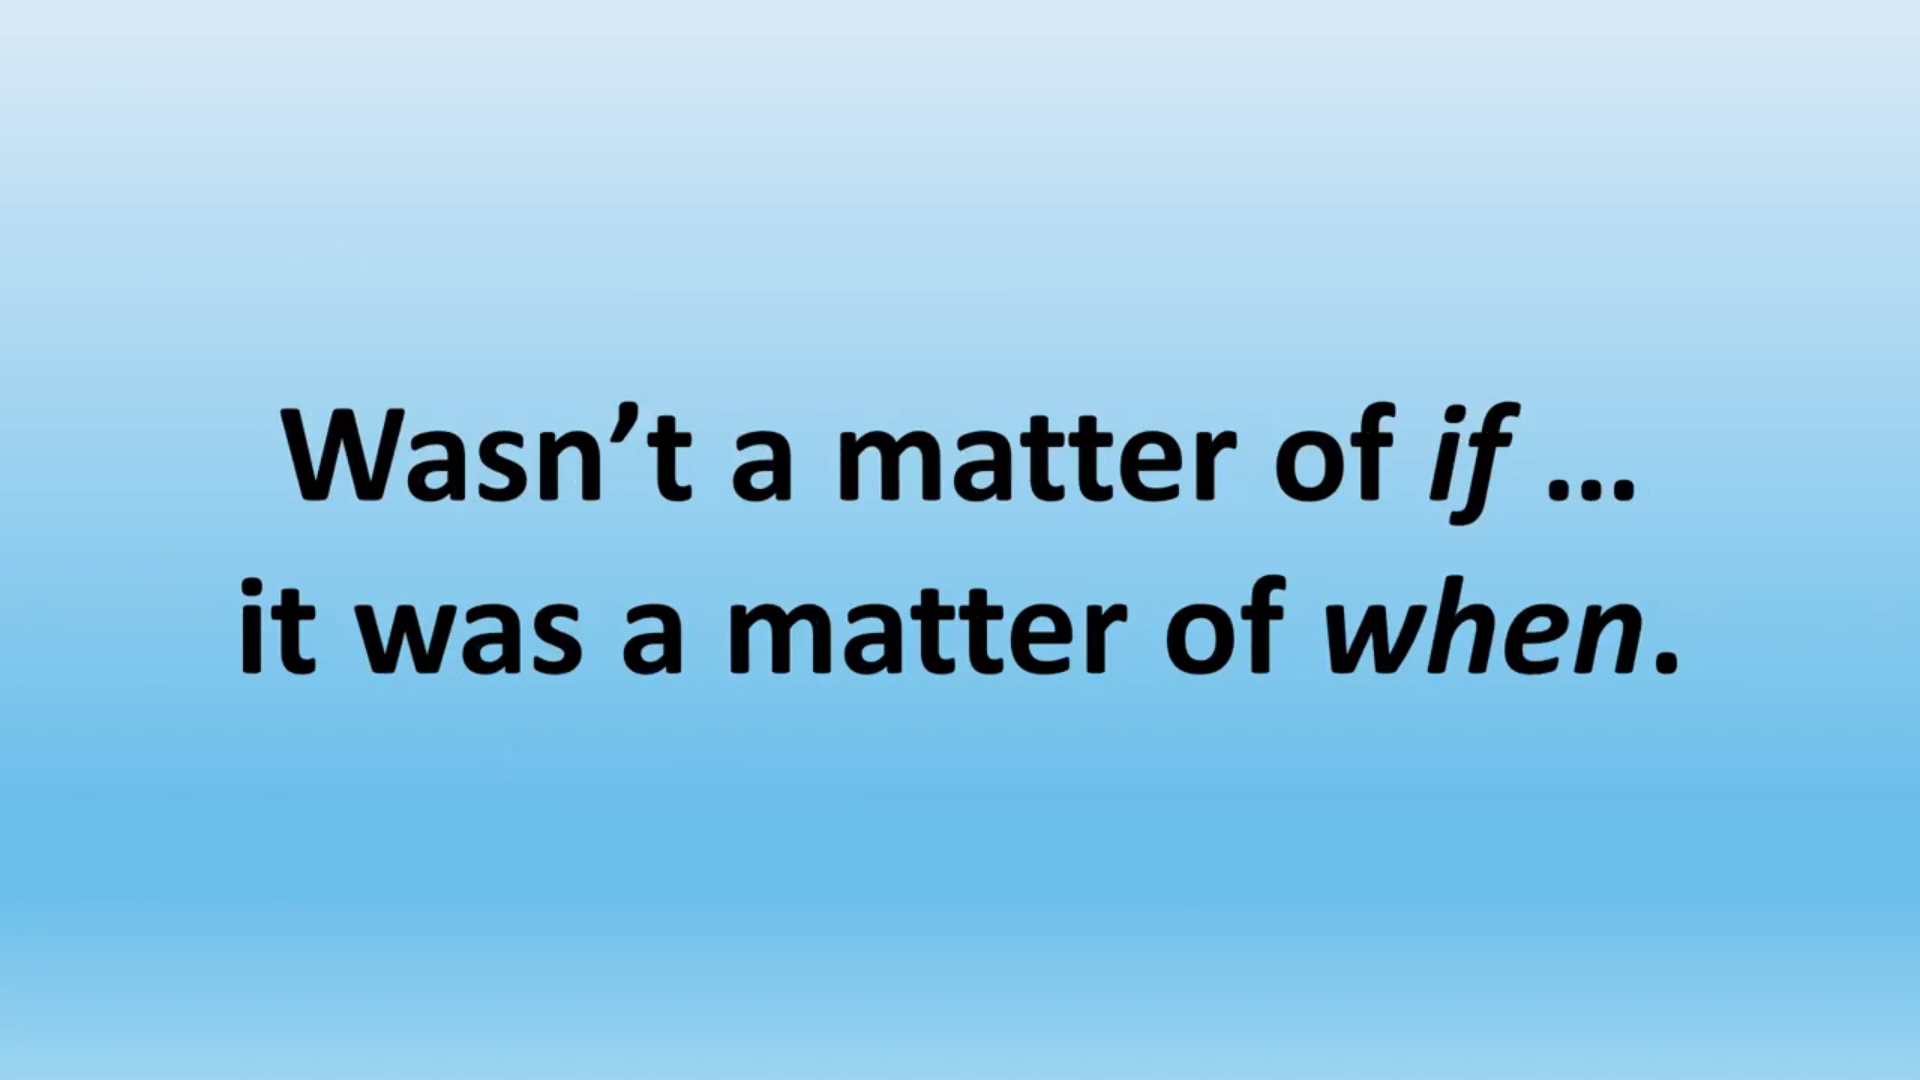 Wasn’t a matter of if ...
it was a matter of when.